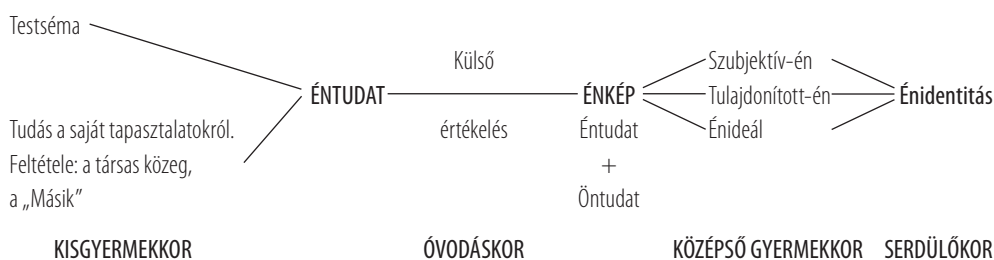 Testséma
Külső
Szubjektív-én
ÉNTUDAT
ÉNKÉP
Tulajdonított-én
Énidentitás
Tudás a saját tapasztalatokról.
értékelés
Éntudat
Énideál
Feltétele: a társas közeg,
+
a „Másik”
Öntudat
KISGYERMEKKOR
ÓVODÁSKOR
KÖZÉPSŐ GYERMEKKOR
SERDÜLŐKOR